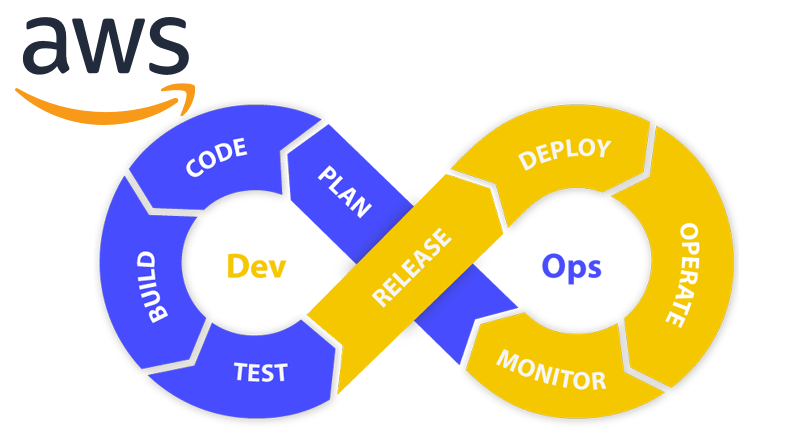 aws
CODE
PLAN
BUILD
TEST
Dev
RELEASE
DEPLOY
OPERATE
MONITOR
Ops